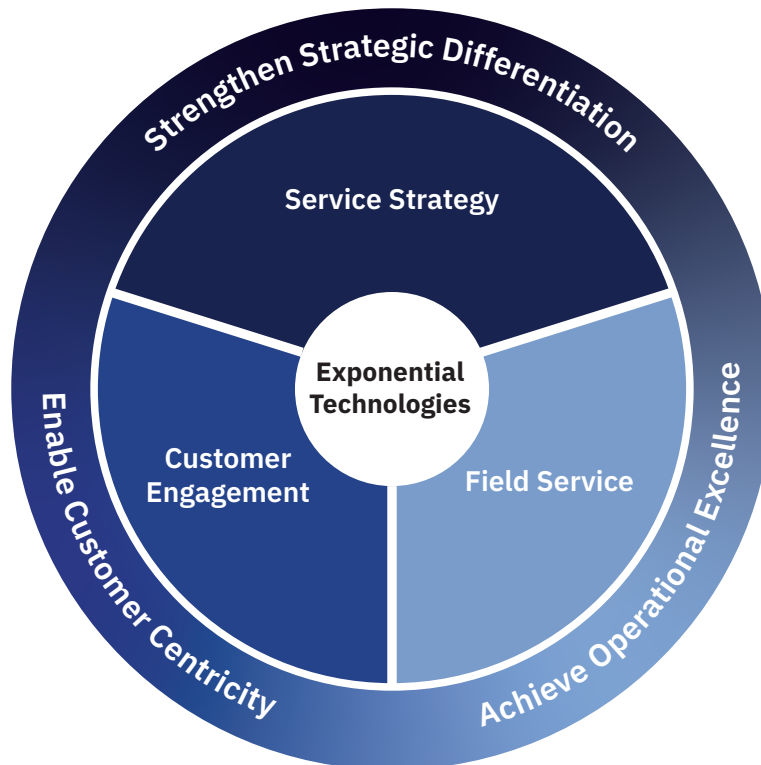 Strengthen Strategic Differentiation
Service Strategy
Exponential
Technologies
Customer
Engagement
Field Service
Enable Customer Centricity
Achieve Operational Excellence